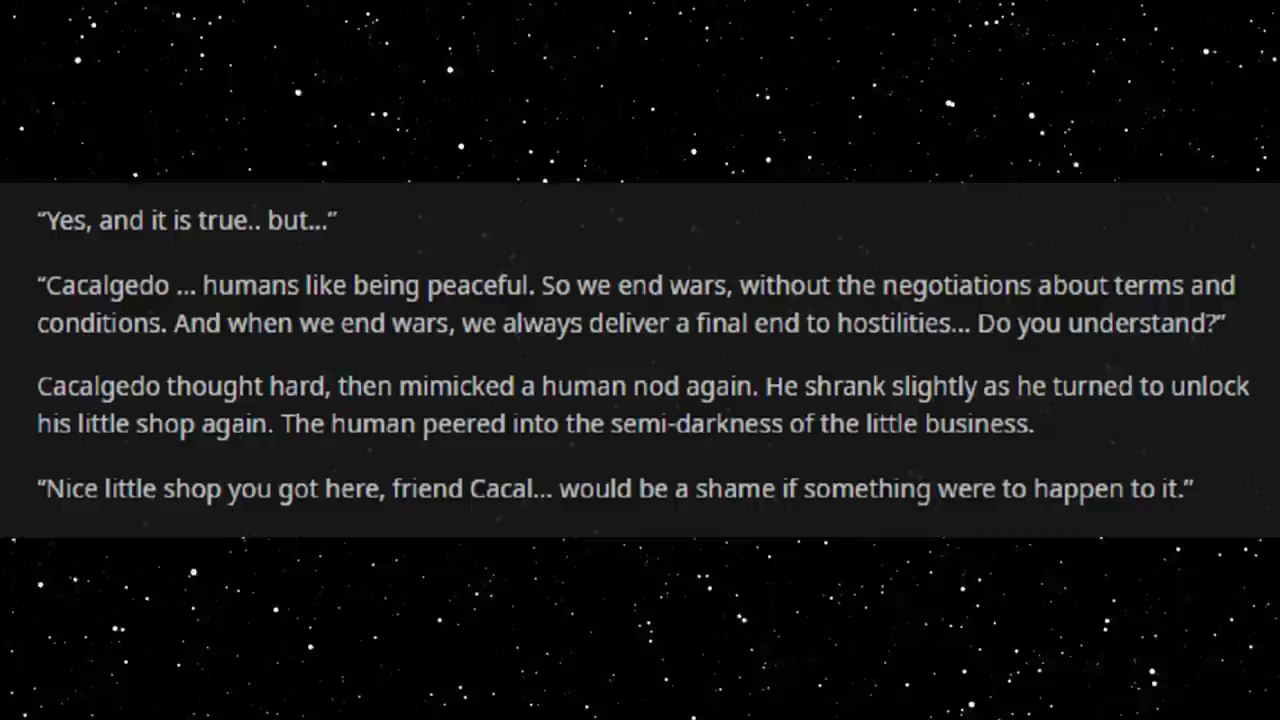 “Yes, and it is true.. but...”
“Cacalgedo ... humans like being peaceful. So we end wars, without the negotiations about terms and
conditions. And when we end wars, we always deliver a final end to hostilities... Do you understand?”
Cacalgedo thought hard, then mimicked a human nod again. He shrank slightly as he turned to unlock
his little shop again. The human peered into the semi-darkness of the little business.
“Nice little shop you got here, friend Cacal... would be a shame if something were to happen to it.”